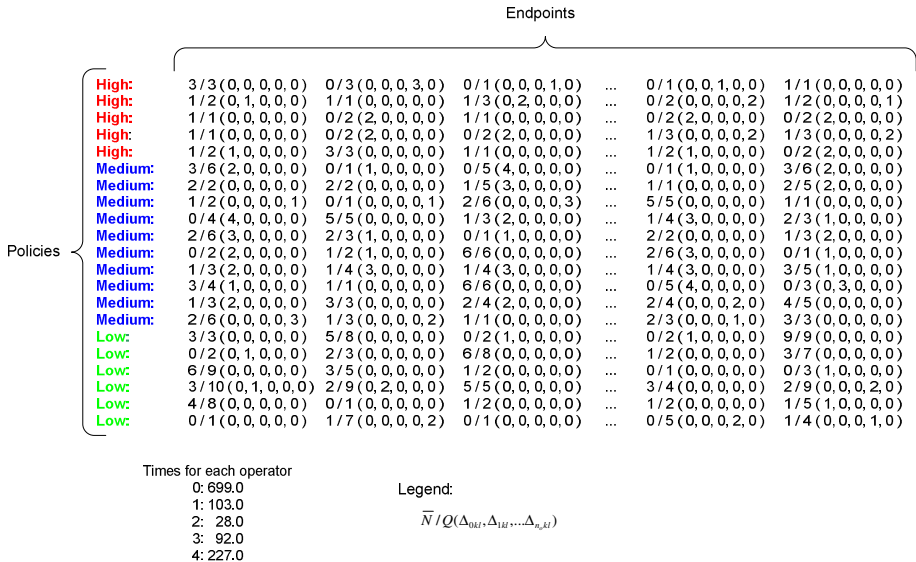 Endpoints
Policies
High: 3 / 3 ( 0, 0, 0, 0, 0 ) 0 / 3 ( 0, 0, 0, 3, 0 ) 0 / 1 ( 0, 0, 0, 1, 0 ) ... 0 / 1 ( 0, 0, 1, 0, 0 ) 1 / 1 ( 0, 0, 0, 0, 0 )
High: 1 / 2 ( 0, 1, 0, 0, 0 ) 1 / 1 ( 0, 0, 0, 0, 0 ) 1 / 3 ( 0, 2, 0, 0, 0 ) ... 0 / 2 ( 0, 0, 0, 0, 2 ) 1 / 2 ( 0, 0, 0, 0, 1 )
High: 1 / 1 ( 0, 0, 0, 0, 0 ) 0 / 2 ( 2, 0, 0, 0, 0 ) 1 / 1 ( 0, 0, 0, 0, 0 ) ... 0 / 2 ( 2, 0, 0, 0, 0 ) 0 / 2 ( 2, 0, 0, 0, 0 )
High: 1 / 1 ( 0, 0, 0, 0, 0 ) 0 / 2 ( 2, 0, 0, 0, 0 ) 0 / 2 ( 2, 0, 0, 0, 0 ) ... 1 / 3 ( 0, 0, 0, 0, 2 ) 1 / 3 ( 0, 0, 0, 0, 2 )
High: 1 / 2 ( 1, 0, 0, 0, 0 ) 3 / 3 ( 0, 0, 0, 0, 0 ) 1 / 1 ( 0, 0, 0, 0, 0 ) ... 1 / 2 ( 1, 0, 0, 0, 0 ) 0 / 2 ( 2, 0, 0, 0, 0 )
Medium: 3 / 6 ( 2, 0, 0, 0, 0 ) 0 / 1 ( 1, 0, 0, 0, 0 ) 0 / 5 ( 4, 0, 0, 0, 0 ) ... 0 / 1 ( 1, 0, 0, 0, 0 ) 3 / 6 ( 2, 0, 0, 0, 0 )
Medium: 2 / 2 ( 0, 0, 0, 0, 0 ) 2 / 2 ( 0, 0, 0, 0, 0 ) 1 / 5 ( 3, 0, 0, 0, 0 ) ... 1 / 1 ( 0, 0, 0, 0, 0 ) 2 / 5 ( 2, 0, 0, 0, 0 )
Medium: 1 / 2 ( 0, 0, 0, 0, 1 ) 0 / 1 ( 0, 0, 0, 0, 1 ) 2 / 6 ( 0, 0, 0, 0, 3 ) ... 5 / 5 ( 0, 0, 0, 0, 0 ) 1 / 1 ( 0, 0, 0, 0, 0 )
Medium: 0 / 4 ( 4, 0, 0, 0, 0 ) 5 / 5 ( 0, 0, 0, 0, 0 ) 1 / 3 ( 2, 0, 0, 0, 0 ) ... 1 / 4 ( 3, 0, 0, 0, 0 ) 2 / 3 ( 1, 0, 0, 0, 0 )
Medium: 2 / 6 ( 3, 0, 0, 0, 0 ) 2 / 3 ( 1, 0, 0, 0, 0 ) 0 / 1 ( 1, 0, 0, 0, 0 ) ... 2 / 2 ( 0, 0, 0, 0, 0 ) 1 / 3 ( 2, 0, 0, 0, 0 )
Medium: 0 / 2 ( 2, 0, 0, 0, 0 ) 1 / 2 ( 1, 0, 0, 0, 0 ) 6 / 6 ( 0, 0, 0, 0, 0 ) ... 2 / 6 ( 3, 0, 0, 0, 0 ) 0 / 1 ( 1, 0, 0, 0, 0 )
Medium: 1 / 3 ( 2, 0, 0, 0, 0 ) 1 / 4 ( 3, 0, 0, 0, 0 ) 1 / 4 ( 3, 0, 0, 0, 0 ) ... 1 / 4 ( 3, 0, 0, 0, 0 ) 3 / 5 ( 1, 0, 0, 0, 0 )
Medium: 3 / 4 ( 1, 0, 0, 0, 0 ) 1 / 1 ( 0, 0, 0, 0, 0 ) 6 / 6 ( 0, 0, 0, 0, 0 ) ... 0 / 5 ( 4, 0, 0, 0, 0 ) 0 / 3 ( 0, 3, 0, 0, 0 )
Medium: 1 / 3 ( 2, 0, 0, 0, 0 ) 3 / 3 ( 0, 0, 0, 0, 0 ) 2 / 4 ( 2, 0, 0, 0, 0 ) ... 2 / 4 ( 0, 0, 0, 2, 0 ) 4 / 5 ( 0, 0, 0, 0, 0 )
Medium: 2 / 6 ( 0, 0, 0, 0, 3 ) 1 / 3 ( 0, 0, 0, 0, 2 ) 1 / 1 ( 0, 0, 0, 0, 0 ) ... 2 / 3 ( 0, 0, 0, 1, 0 ) 3 / 3 ( 0, 0, 0, 0, 0 )
Low: 3 / 3 ( 0, 0, 0, 0, 0 ) 5 / 8 ( 0, 0, 0, 0, 0 ) 0 / 2 ( 1, 0, 0, 0, 0 ) ... 0 / 2 ( 1, 0, 0, 0, 0 ) 9 / 9 ( 0, 0, 0, 0, 0 )
Low: 0 / 2 ( 0, 1, 0, 0, 0 ) 2 / 3 ( 0, 0, 0, 0, 0 ) 6 / 8 ( 0, 0, 0, 0, 0 ) ... 1 / 2 ( 0, 0, 0, 0, 0 ) 3 / 7 ( 0, 0, 0, 0, 0 )
Low: 6 / 9 ( 0, 0, 0, 0, 0 ) 3 / 5 ( 0, 0, 0, 0, 0 ) 1 / 2 ( 0, 0, 0, 0, 0 ) ... 0 / 1 ( 0, 0, 0, 0, 0 ) 0 / 3 ( 1, 0, 0, 0, 0 )
Low: 3 / 10 ( 0, 1, 0, 0, 0 ) 2 / 9 ( 0, 2, 0, 0, 0 ) 5 / 5 ( 0, 0, 0, 0, 0 ) ... 3 / 4 ( 0, 0, 0, 0, 0 ) 2 / 9 ( 0, 0, 0, 2, 0 )
Low: 4 / 8 ( 0, 0, 0, 0, 0 ) 0 / 1 ( 0, 0, 0, 0, 0 ) 1 / 2 ( 0, 0, 0, 0, 0 ) ... 1 / 2 ( 0, 0, 0, 0, 0 ) 1 / 5 ( 1, 0, 0, 0, 0 )
Low: 0 / 1 ( 0, 0, 0, 0, 0 ) 1 / 7 ( 0, 0, 0, 0, 2 ) 0 / 1 ( 0, 0, 0, 0, 0 ) ... 0 / 5 ( 0, 0, 0, 2, 0 ) 1 / 4 ( 0, 0, 0, 1, 0 )
Times for each operator
0: 699.0
1: 103.0
2: 28.0
3: 92.0
4: 227.0
Legend:
N̅ / Q(Δ₀ₖₗ, Δ₁ₖₗ,...Δₙₒₖₗ)